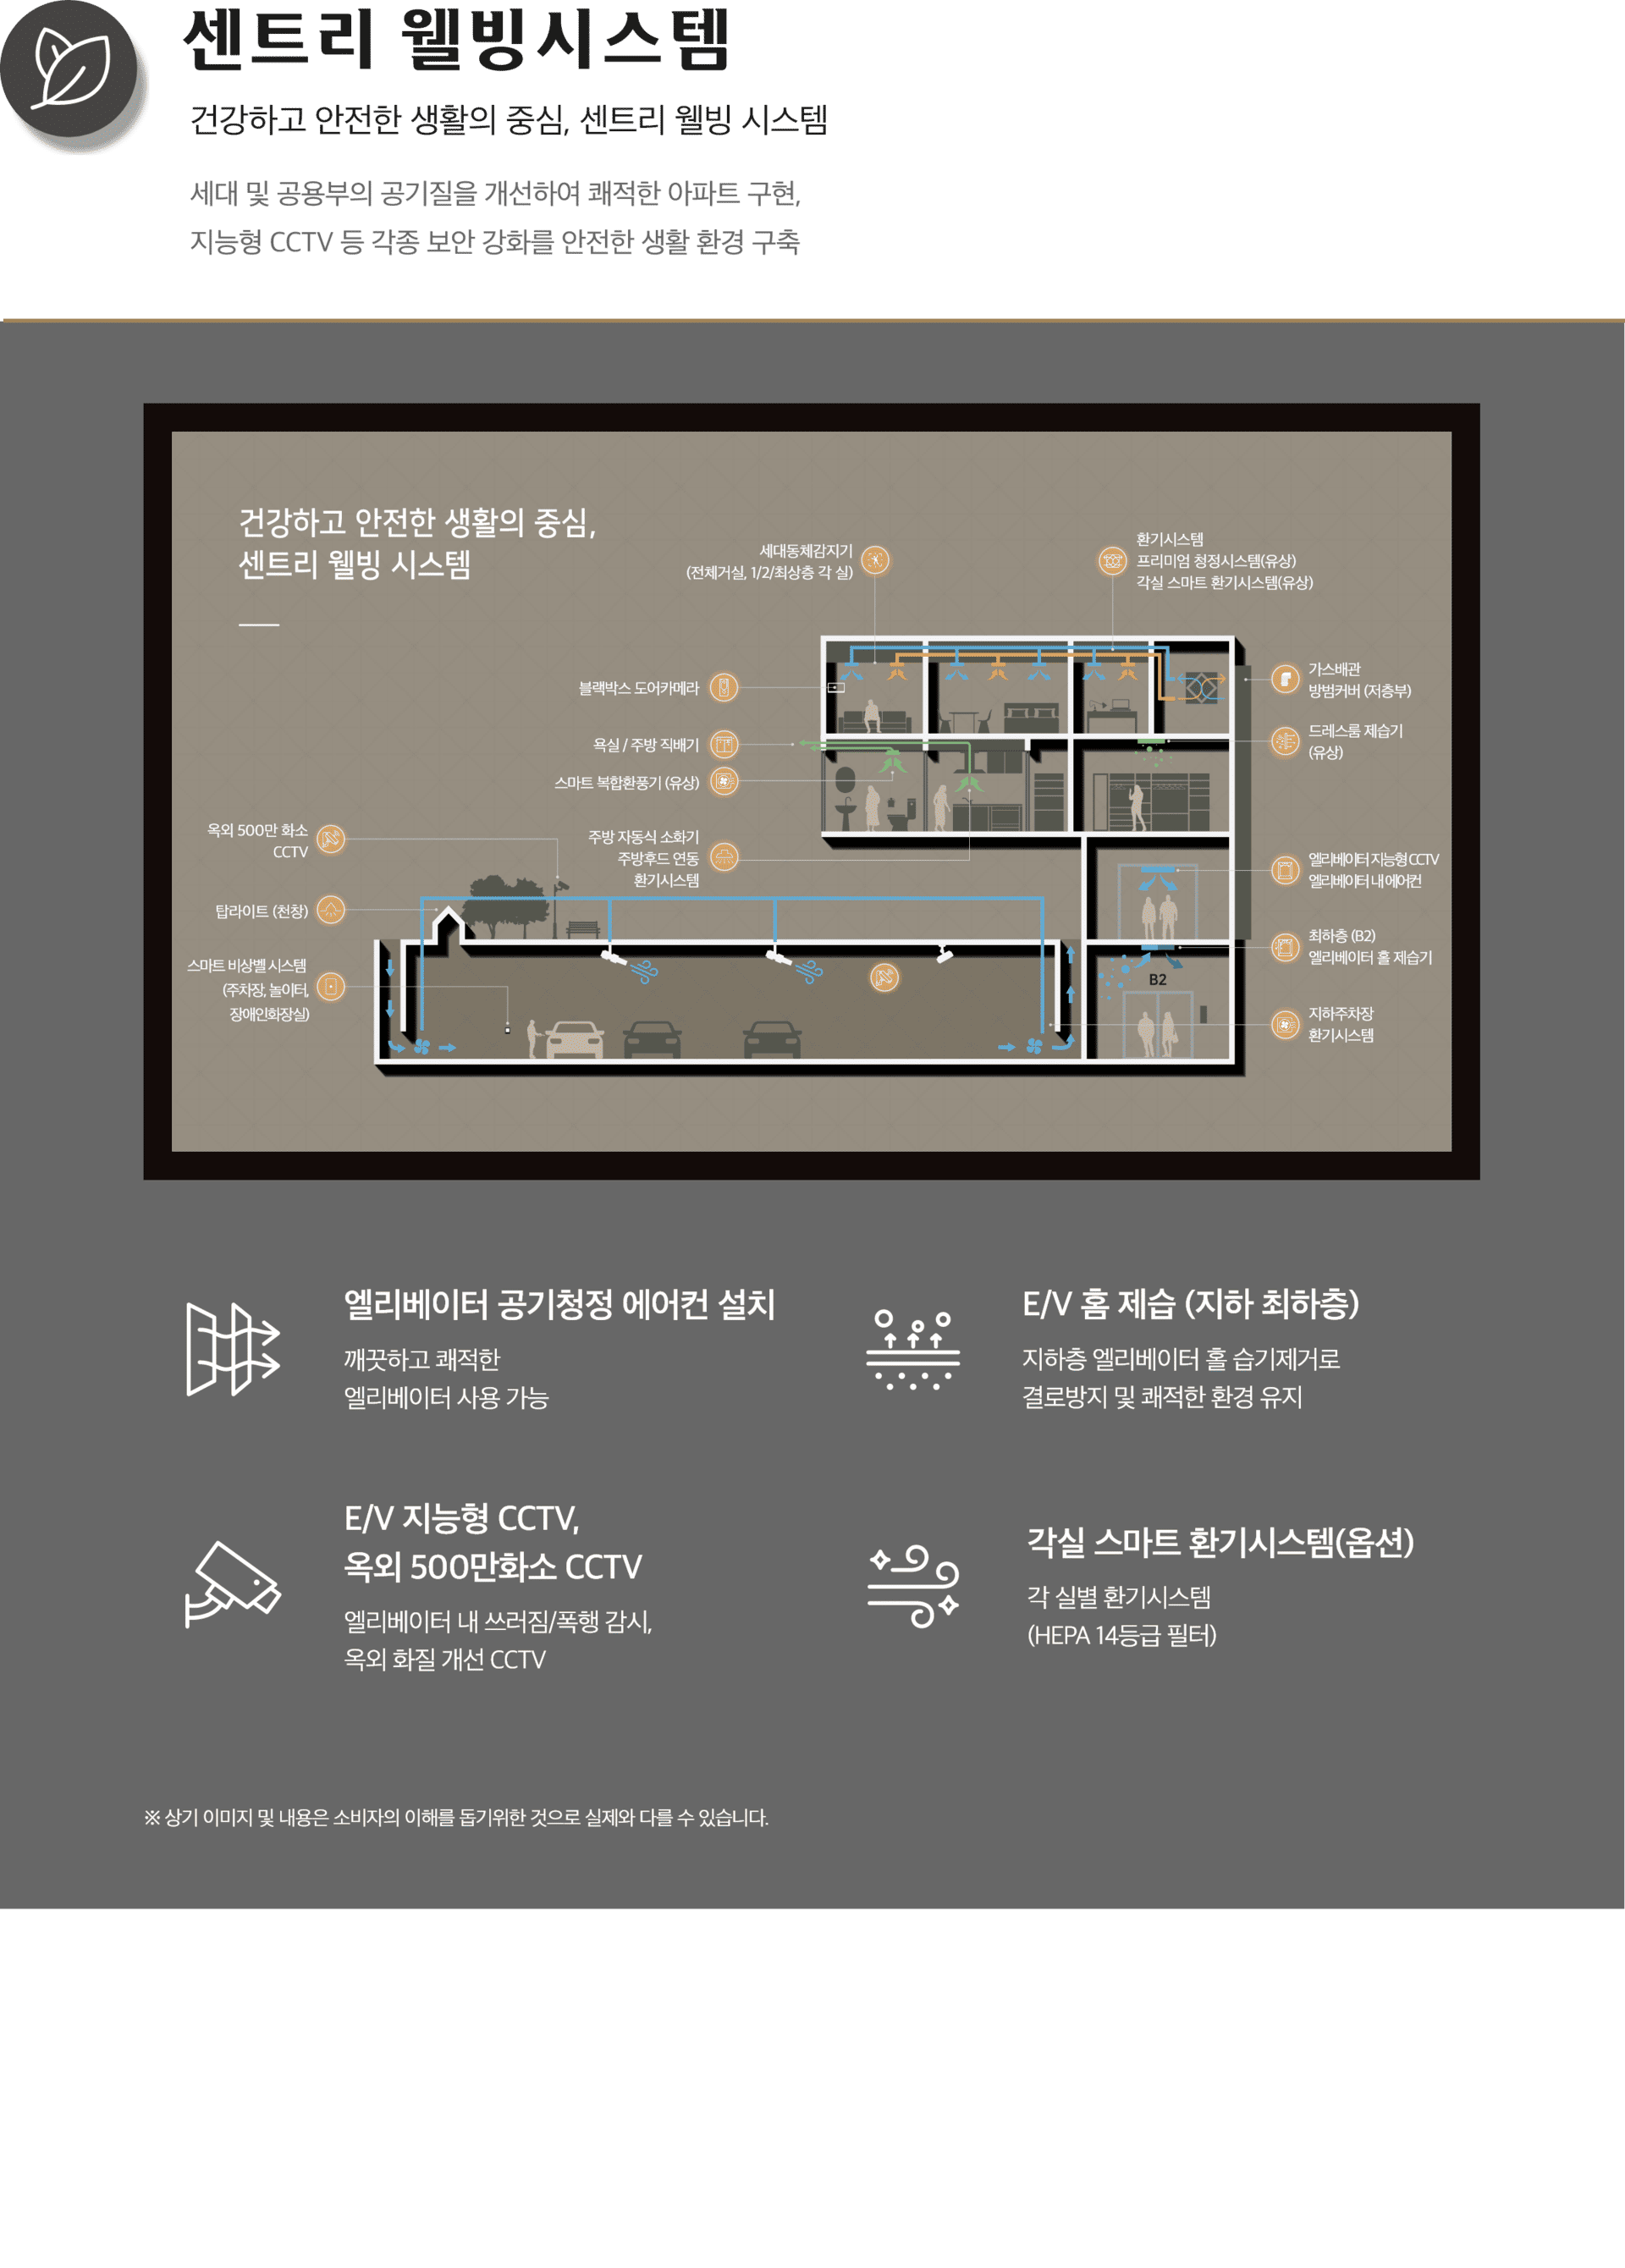 센트리 웰빙시스템
건강하고 안전한 생활의 중심, 센트리 웰빙 시스템
세대 및 공용부의 공기질을 개선하여 쾌적한 아파트 구현,
지능형 CCTV 등 각종 보안 강화를 안전한 생활 환경 구축
건강하고 안전한 생활의 중심,
센트리 웰빙 시스템
세대동체감지기
(전체거실, 1/2/최상층 각 실)
환기시스템
프리미엄 청정시스템(유상)
각실 스마트 환기시스템(유상)
블랙박스 도어카메라
욕실 / 주방 직배기
스마트 복합환풍기 (유상)
주방 자동식 소화기
주방후드 연동
환기시스템
가스배관
방범커버 (저층부)
드레스룸 제습기
(유상)
옥외 500만 화소
CCTV
탑라이트 (천창)
스마트 비상벨 시스템
(주차장, 놀이터,
장애인화장실)
엘리베이터 지능형 CCTV
엘리베이터 내 에어컨
최하층 (B2)
엘리베이터 홀 제습기
B2
지하주차장
환기시스템
엘리베이터 공기청정 에어컨 설치
깨끗하고 쾌적한
엘리베이터 사용 가능
E/V 홈 제습 (지하 최하층)
지하층 엘리베이터 홀 습기제거로
결로방지 및 쾌적한 환경 유지
E/V 지능형 CCTV,
옥외 500만화소 CCTV
엘리베이터 내 쓰러짐/폭행 감시,
옥외 화질 개선 CCTV
각실 스마트 환기시스템(옵션)
각 실별 환기시스템
(HEPA 14등급 필터)
※ 상기 이미지 및 내용은 소비자의 이해를 돕기위한 것으로 실제와 다를 수 있습니다.